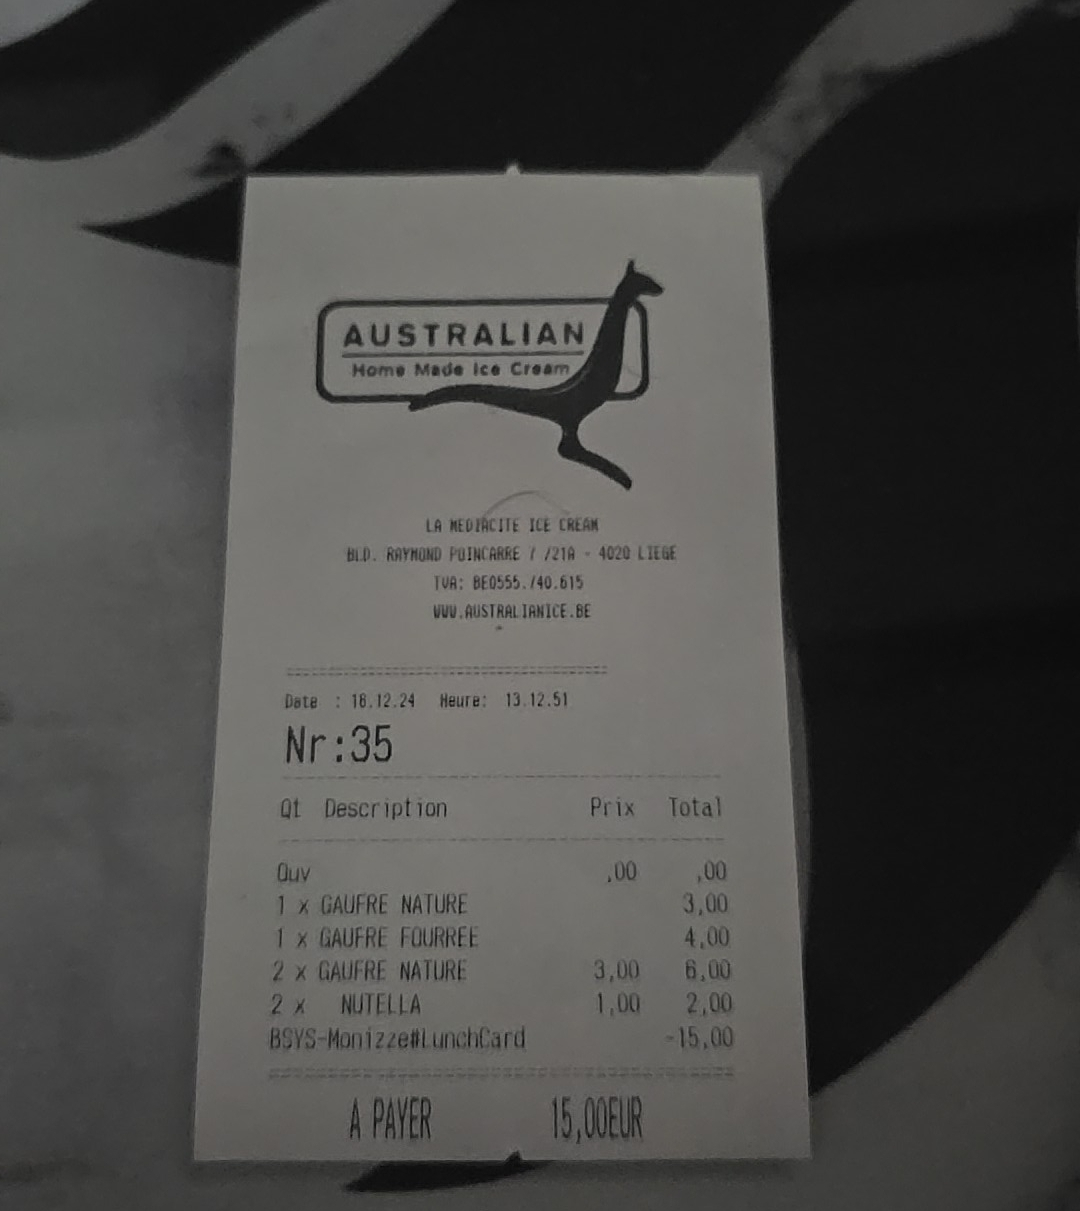 AUSTRALIAN
Home Made Ice Cream
LA MEDIACITE ICE CREAM
BLD. RAYMOND POINCARRE 7 /21A - 4020 LIEGE
TVA: BE0555.740.615
WWW.AUSTRALIANICE.BE
Date : 18.12.24 Heure: 13.12.51
Nr:35
Qt Description Prix Total
Ouv ,00 ,00
1 x GAUFRE NATURE 3,00
1 x GAUFRE FOURREE 4,00
2 x GAUFRE NATURE 3,00 6,00
2 x NUTELLA 1,00 2,00
BSYS-Monizze#LunchCard -15,00
A PAYER 15,00EUR